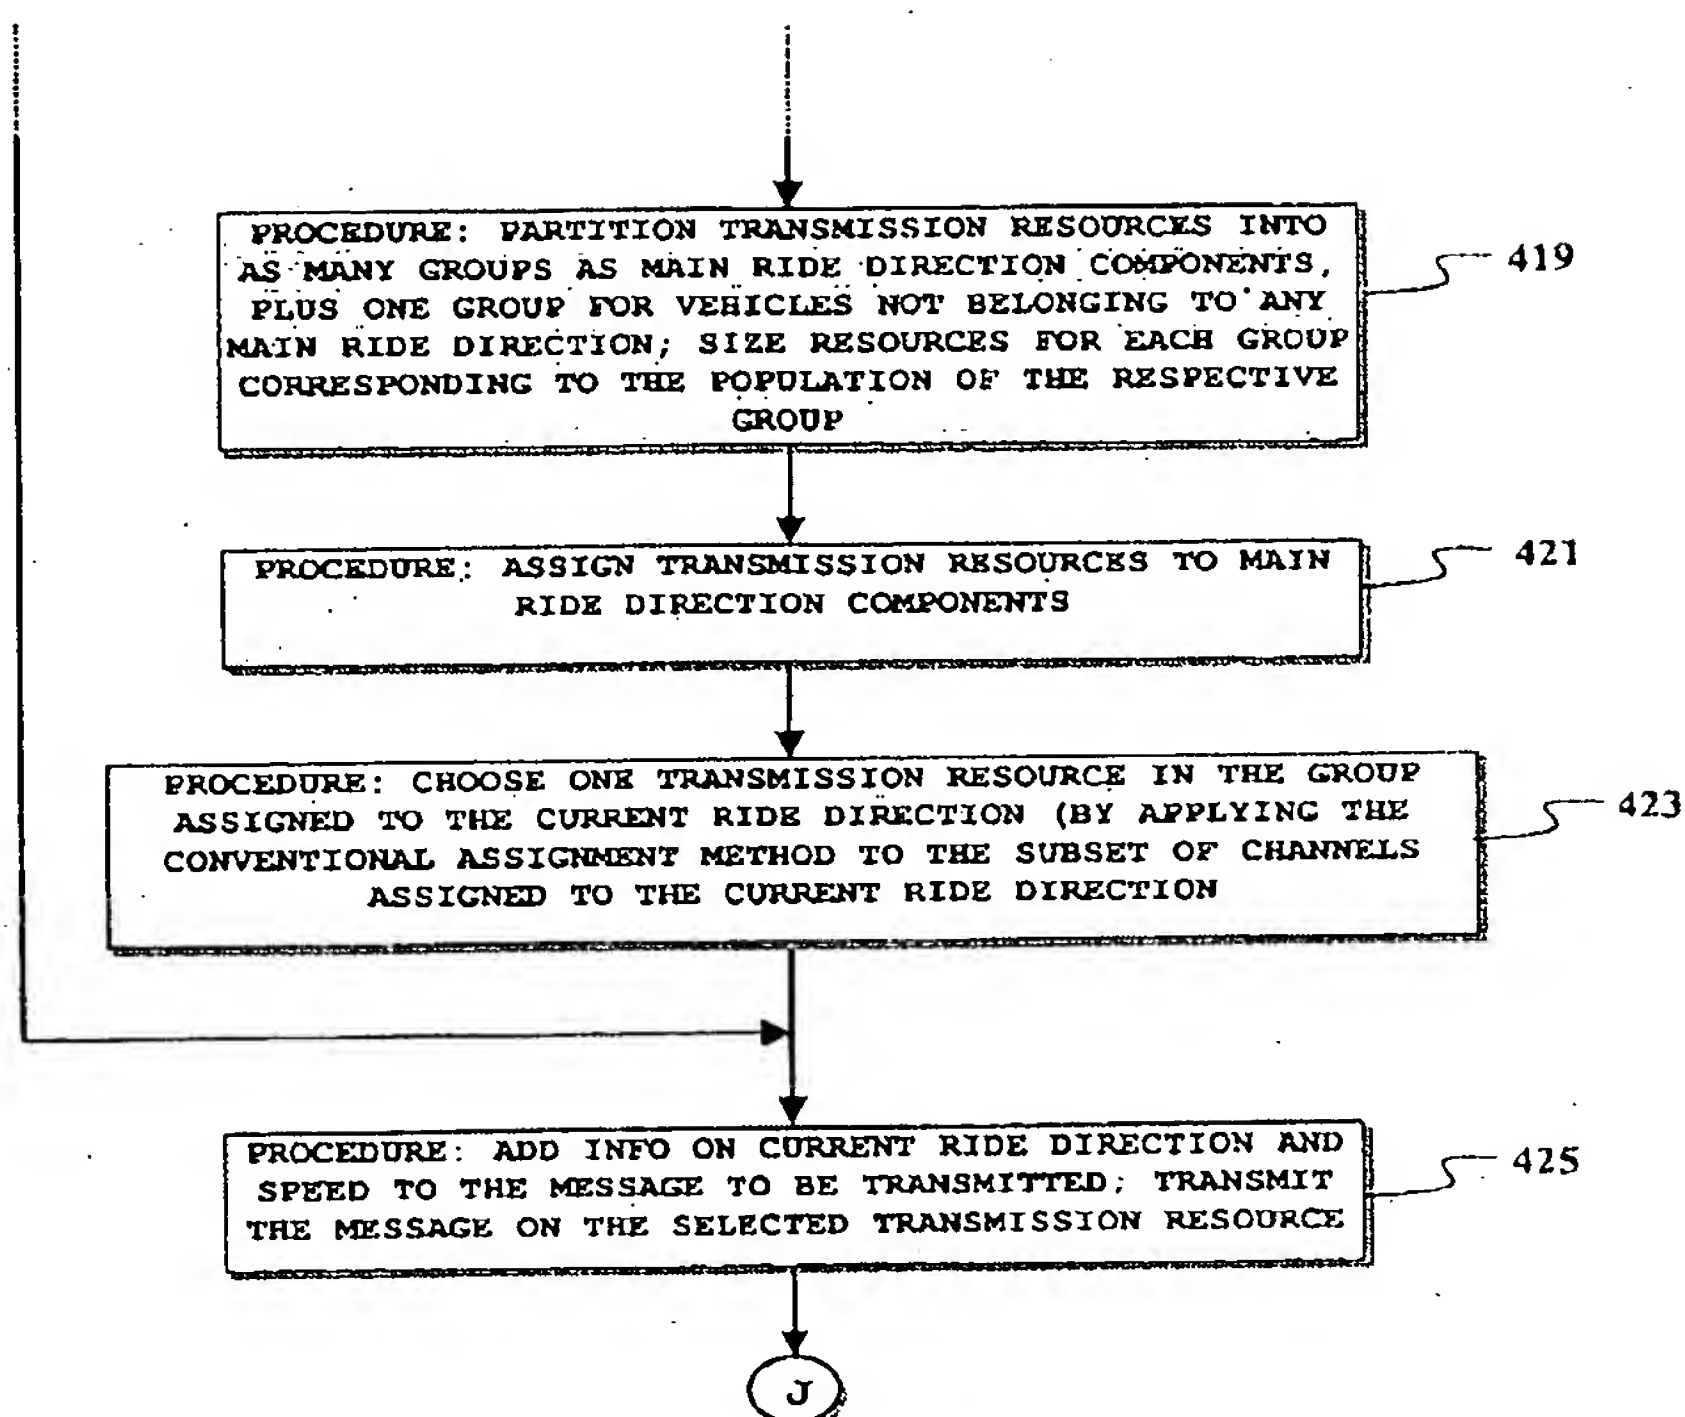 PROCEDURE: PARTITION TRANSMISSION RESOURCES INTO
AS MANY GROUPS AS MAIN RIDE DIRECTION COMPONENTS,
PLUS ONE GROUP FOR VEHICLES NOT BELONGING TO ANY
MAIN RIDE DIRECTION; SIZE RESOURCES FOR EACH GROUP
CORRESPONDING TO THE POPULATION OF THE RESPECTIVE
GROUP
419
PROCEDURE: ASSIGN TRANSMISSION RESOURCES TO MAIN
RIDE DIRECTION COMPONENTS
421
PROCEDURE: CHOOSE ONE TRANSMISSION RESOURCE IN THE GROUP
ASSIGNED TO THE CURRENT RIDE DIRECTION (BY APPLYING THE
CONVENTIONAL ASSIGNMENT METHOD TO THE SUBSET OF CHANNELS
ASSIGNED TO THE CURRENT RIDE DIRECTION
423
PROCEDURE: ADD INFO ON CURRENT RIDE DIRECTION AND
SPEED TO THE MESSAGE TO BE TRANSMITTED; TRANSMIT
THE MESSAGE ON THE SELECTED TRANSMISSION RESOURCE
425
J